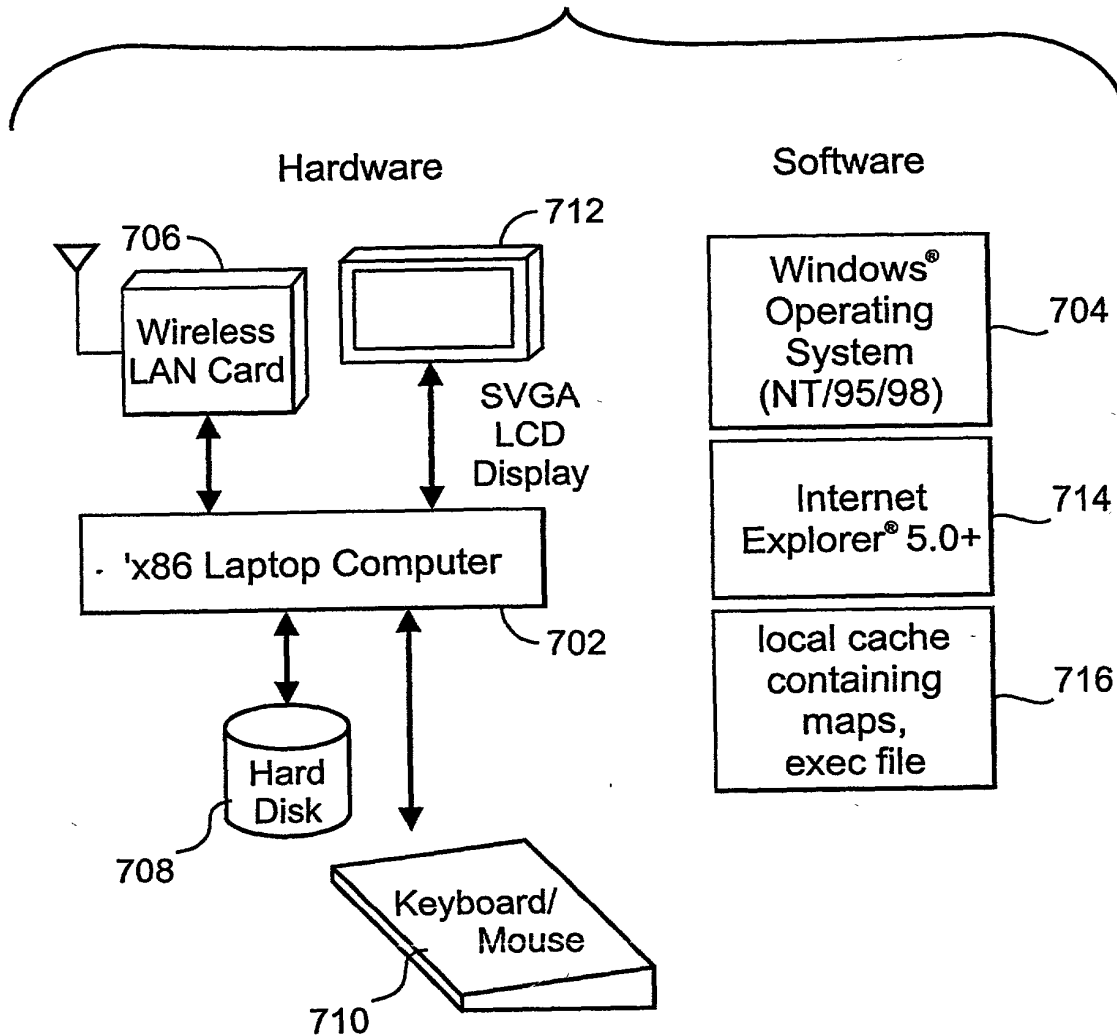 Hardware
Software
706
712
Wireless
LAN Card
SVGA
LCD
Display
'x86 Laptop Computer
702
Hard
Disk
708
Keyboard/
Mouse
710
Windows®
Operating
System
(NT/95/98)
704
Internet
Explorer® 5.0+
714
local cache
containing
maps,
exec file
716